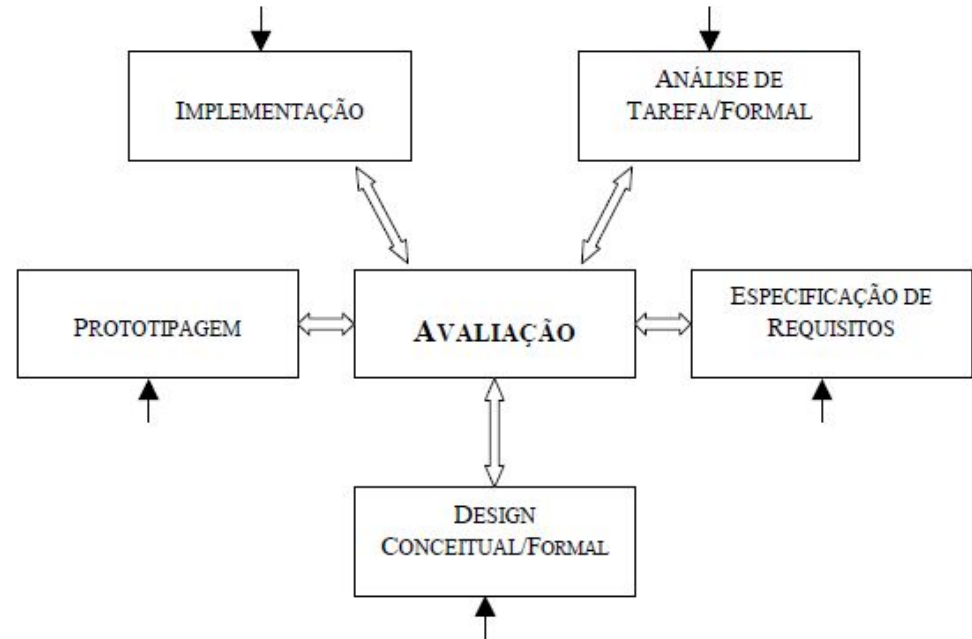 IMPLEMENTAÇÃO
ANÁLISE DE
TAREFA/FORMAL
PROTOTIPAGEM
AVALIAÇÃO
ESPECIFICAÇÃO DE
REQUISITOS
DESIGN
CONCEITUAL/FORMAL